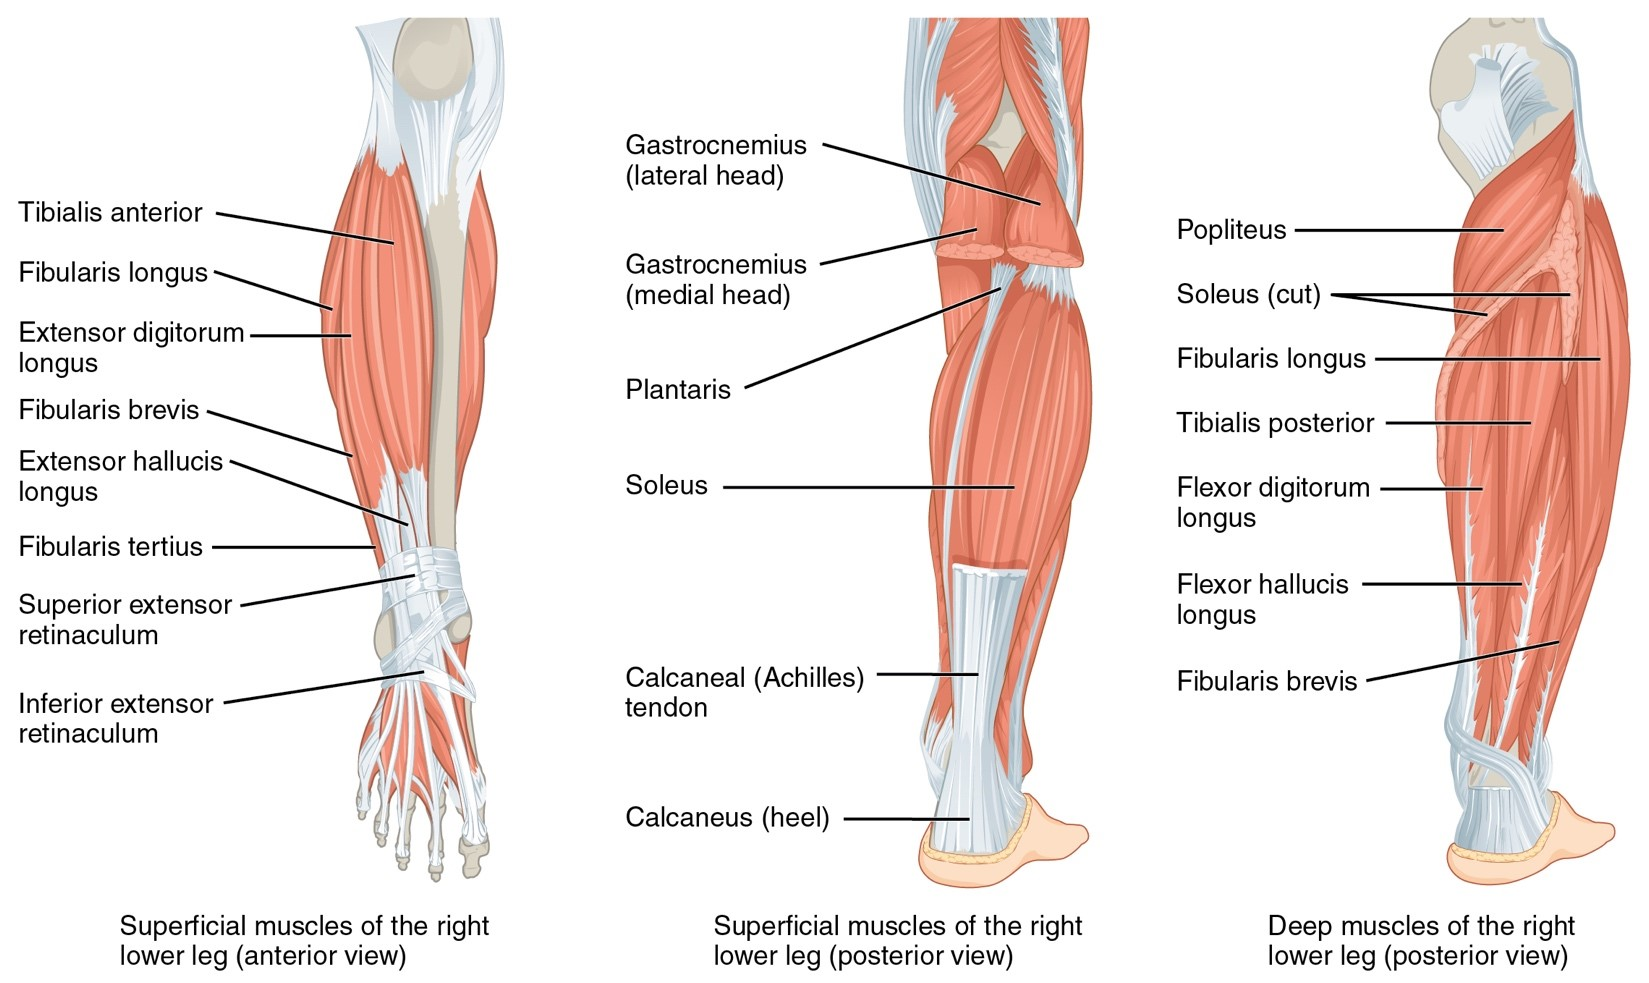 Tibialis anterior
Fibularis longus
Extensor digitorum
longus
Fibularis brevis
Extensor hallucis
longus
Fibularis tertius
Superior extensor
retinaculum
Inferior extensor
retinaculum
Superficial muscles of the right
lower leg (anterior view)
Gastrocnemius
(lateral head)
Gastrocnemius
(medial head)
Plantaris
Soleus
Calcaneal (Achilles)
tendon
Calcaneus (heel)
Superficial muscles of the right
lower leg (posterior view)
Popliteus
Soleus (cut)
Fibularis longus
Tibialis posterior
Flexor digitorum
longus
Flexor hallucis
longus
Fibularis brevis
Deep muscles of the right
lower leg (posterior view)